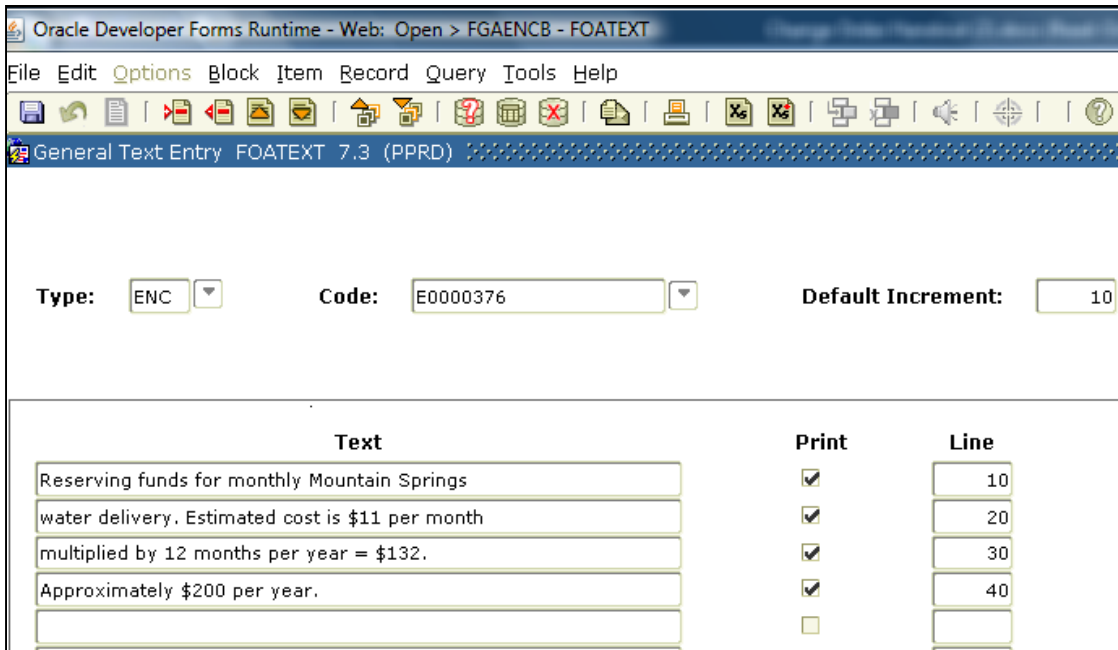 Oracle Developer Forms Runtime - Web: Open > FGAENCB - FOATEXT
File Edit Options Block Item Record Query Tools Help
General Text Entry FOATEXT 7.3 (PPRD)
Type: ENC Code: E0000376 Default Increment: 10
Text Print Line
Reserving funds for monthly Mountain Springs 10
water delivery. Estimated cost is $11 per month 20
multiplied by 12 months per year = $132. 30
Approximately $200 per year. 40